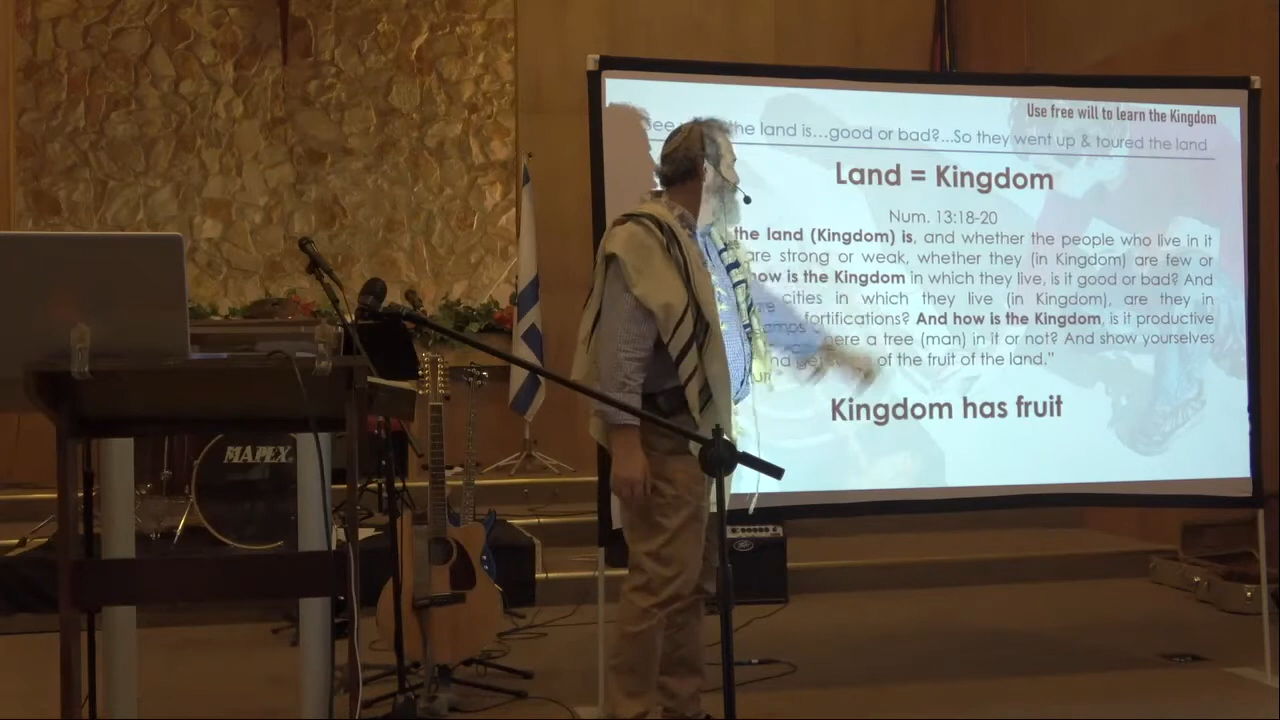 Use free will to learn the Kingdom
See the land is...good or bad?...So they went up & toured the land
Land = Kingdom
Num. 13:18-20
the land (Kingdom) is, and whether the people who live in it
are strong or weak, whether they (in Kingdom) are few or
how is the Kingdom in which they live, is it good or bad? And
cities in which they live (in Kingdom), are they in
fortifications? And how is the Kingdom, is it productive
a tree (man) in it or not? And show yourselves
of the fruit of the land."
Kingdom has fruit
MAPEX